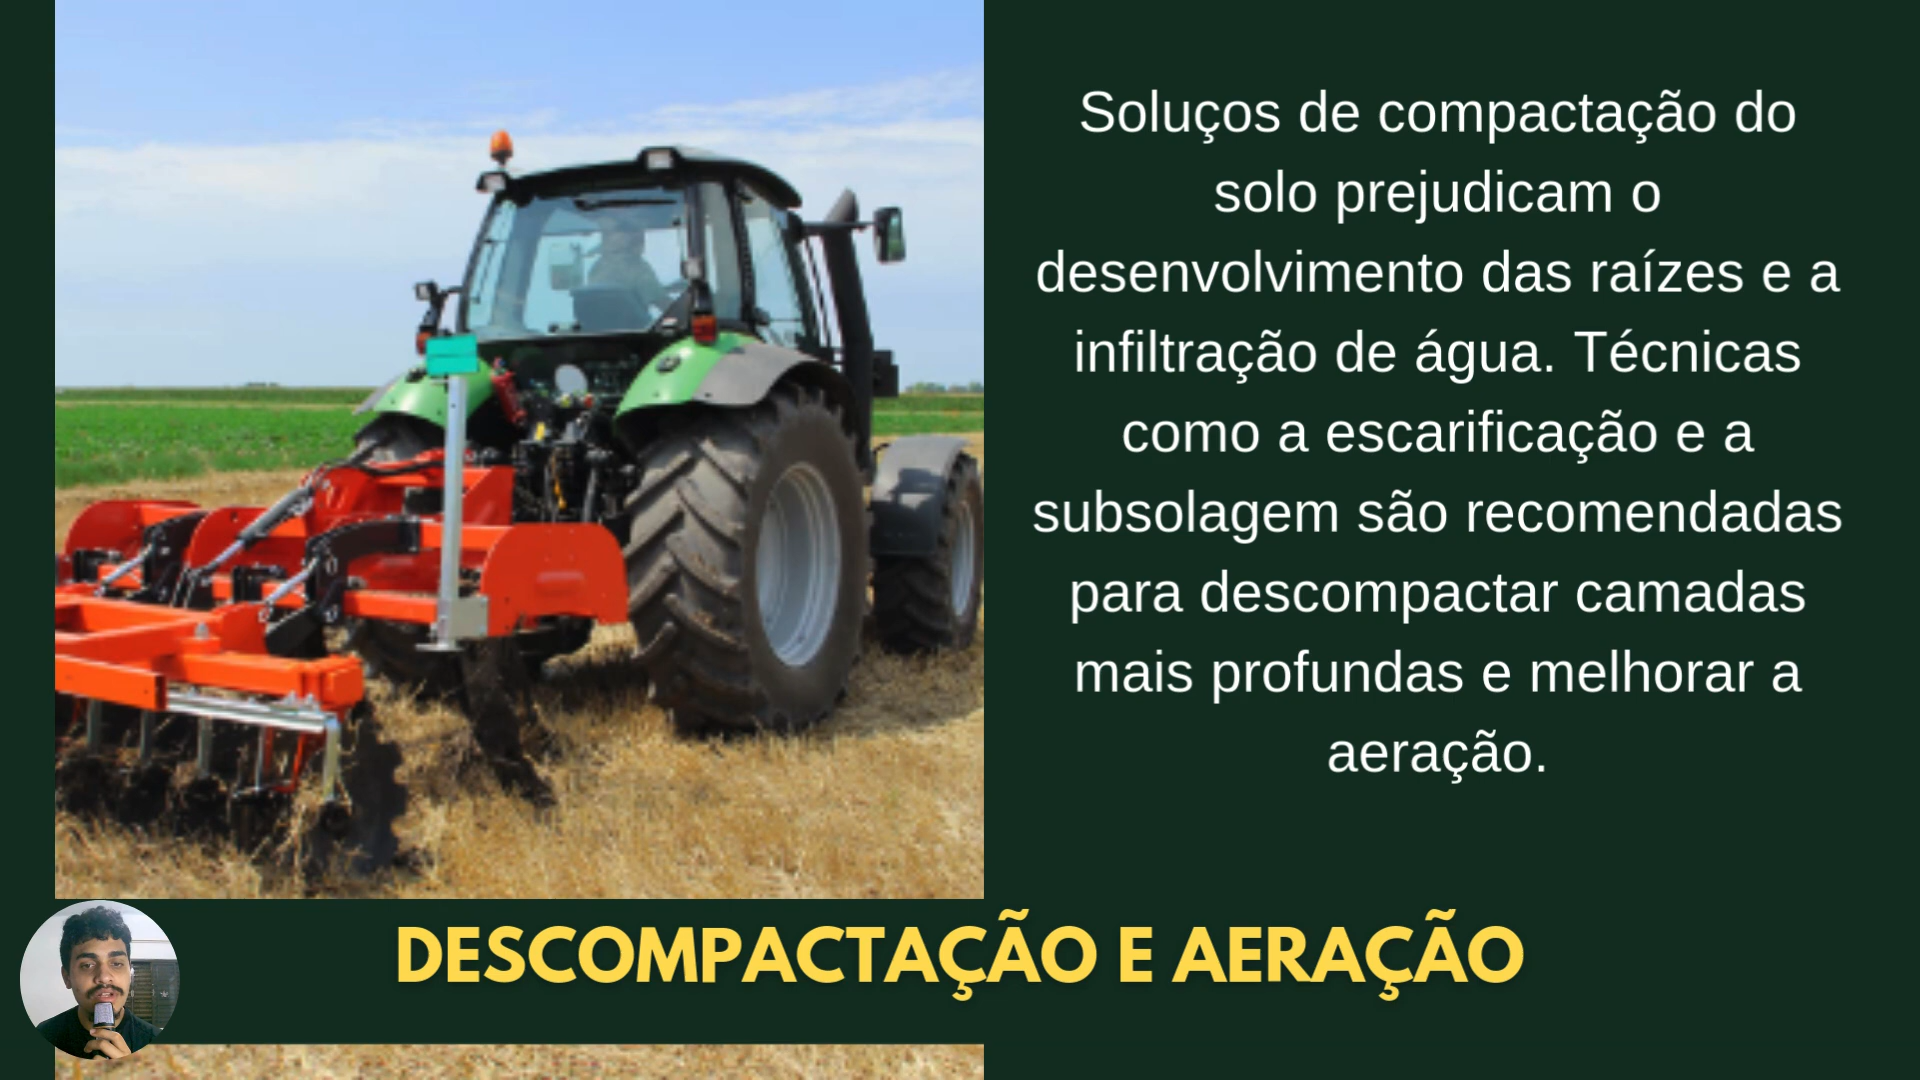 Soluços de compactação do
solo prejudicam o
desenvolvimento das raízes e a
infiltração de água. Técnicas
como a escarificação e a
subsolagem são recomendadas
para descompactar camadas
mais profundas e melhorar a
aeração.
DESCOMPACTAÇÃO E AERAÇÃO